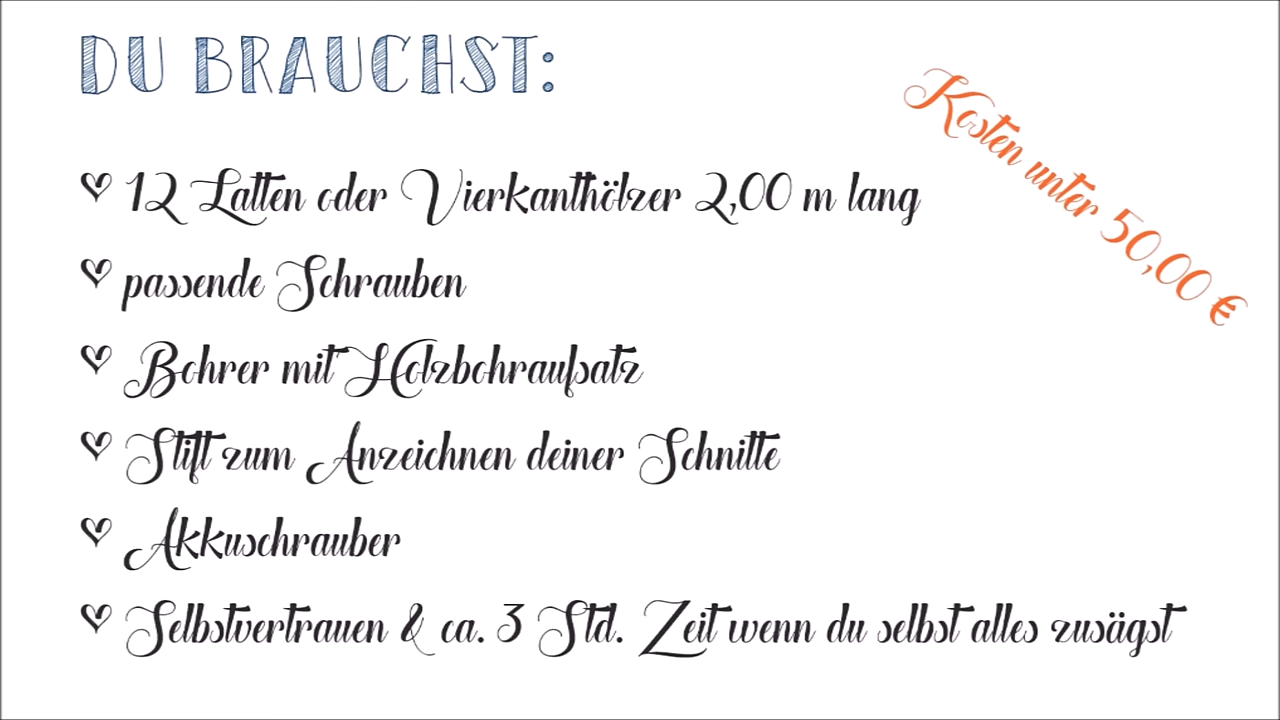 DU BRAUCHST:
Kosten unter 50,00 €
12 Latten oder Vierkanthölzer 2,00 m lang
passende Schrauben
Bohrer mit Holzbohraufsatz
Stift zum Anzeichnen deiner Schnitte
Akkuschrauber
Selbstvertrauen & ca. 3 Std. Zeit wenn du selbst alles zusägst